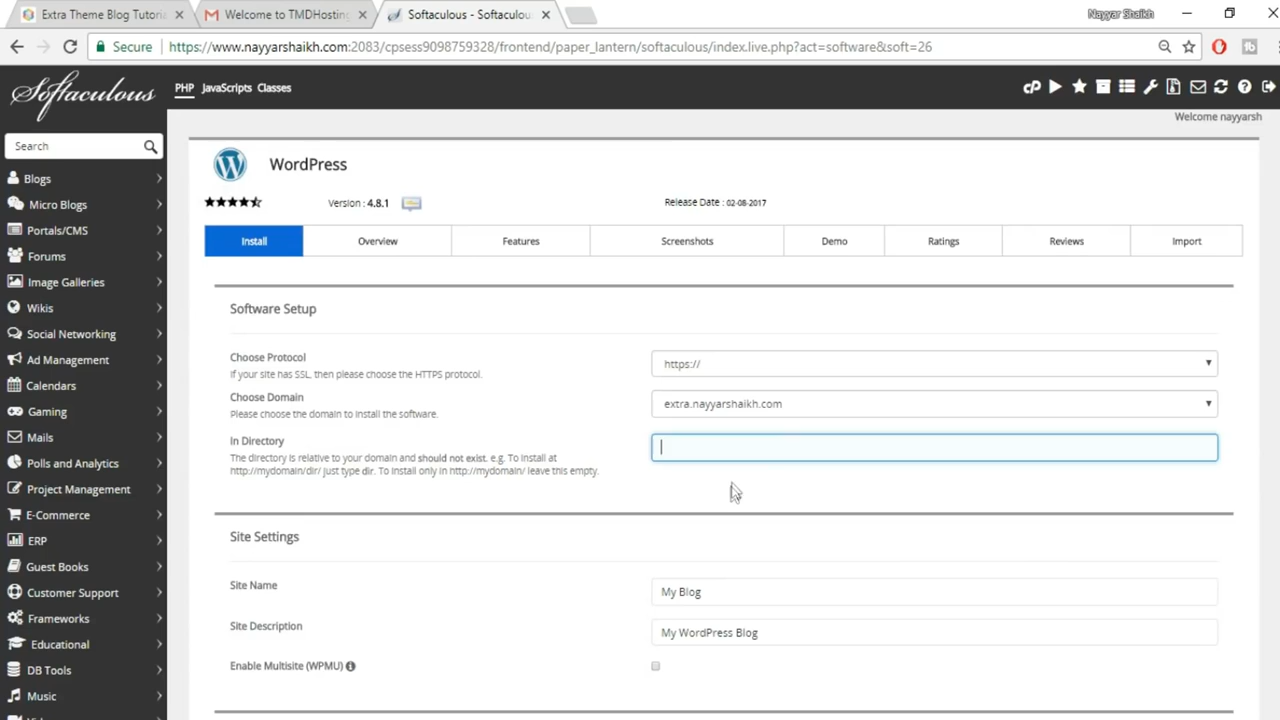 Extra Theme Blog Tutoria
Welcome to TMDHosting
Softaculous - Softaculou
Nayyar Shaikh
Secure
https://www.nayyarshaikh.com:2083/cpsess9098759328/frontend/paper_lantern/softaculous/index.live.php?act=software&soft=26
Softaculous
PHP JavaScripts Classes
Welcome nayyarsh
Search
Blogs
Micro Blogs
Portals/CMS
Forums
Image Galleries
Wikis
Social Networking
Ad Management
Calendars
Gaming
Mails
Polls and Analytics
Project Management
E-Commerce
ERP
Guest Books
Customer Support
Frameworks
Educational
DB Tools
Music
WordPress
Version : 4.8.1
Release Date : 02-08-2017
Install Overview Features Screenshots Demo Ratings Reviews Import
Software Setup
Choose Protocol
If your site has SSL, then please choose the HTTPS protocol.
https://
Choose Domain
Please choose the domain to install the software.
extra.nayyarshaikh.com
In Directory
The directory is relative to your domain and should not exist. e.g. To install at
http://mydomain/dir/ just type dir. To install only in http://mydomain/ leave this empty.
Site Settings
Site Name
My Blog
Site Description
My WordPress Blog
Enable Multisite (WPMU)